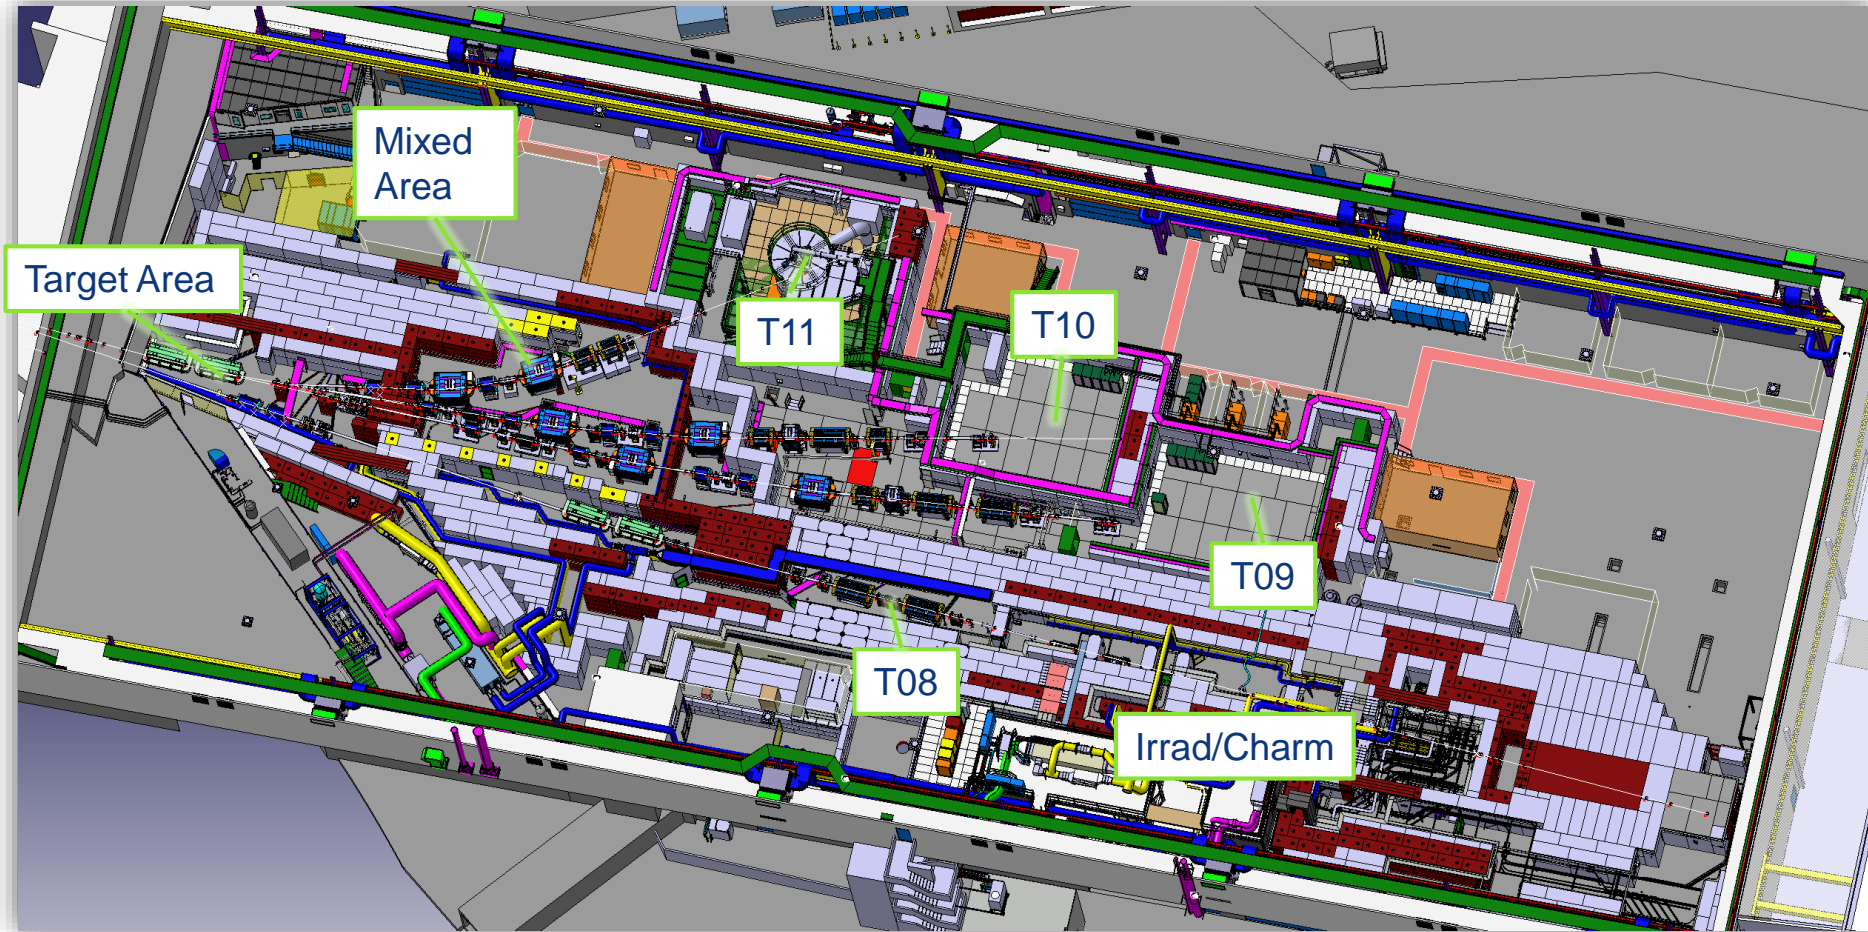 Mixed
Area
Target Area
T11
T10
T09
T08
Irrad/Charm